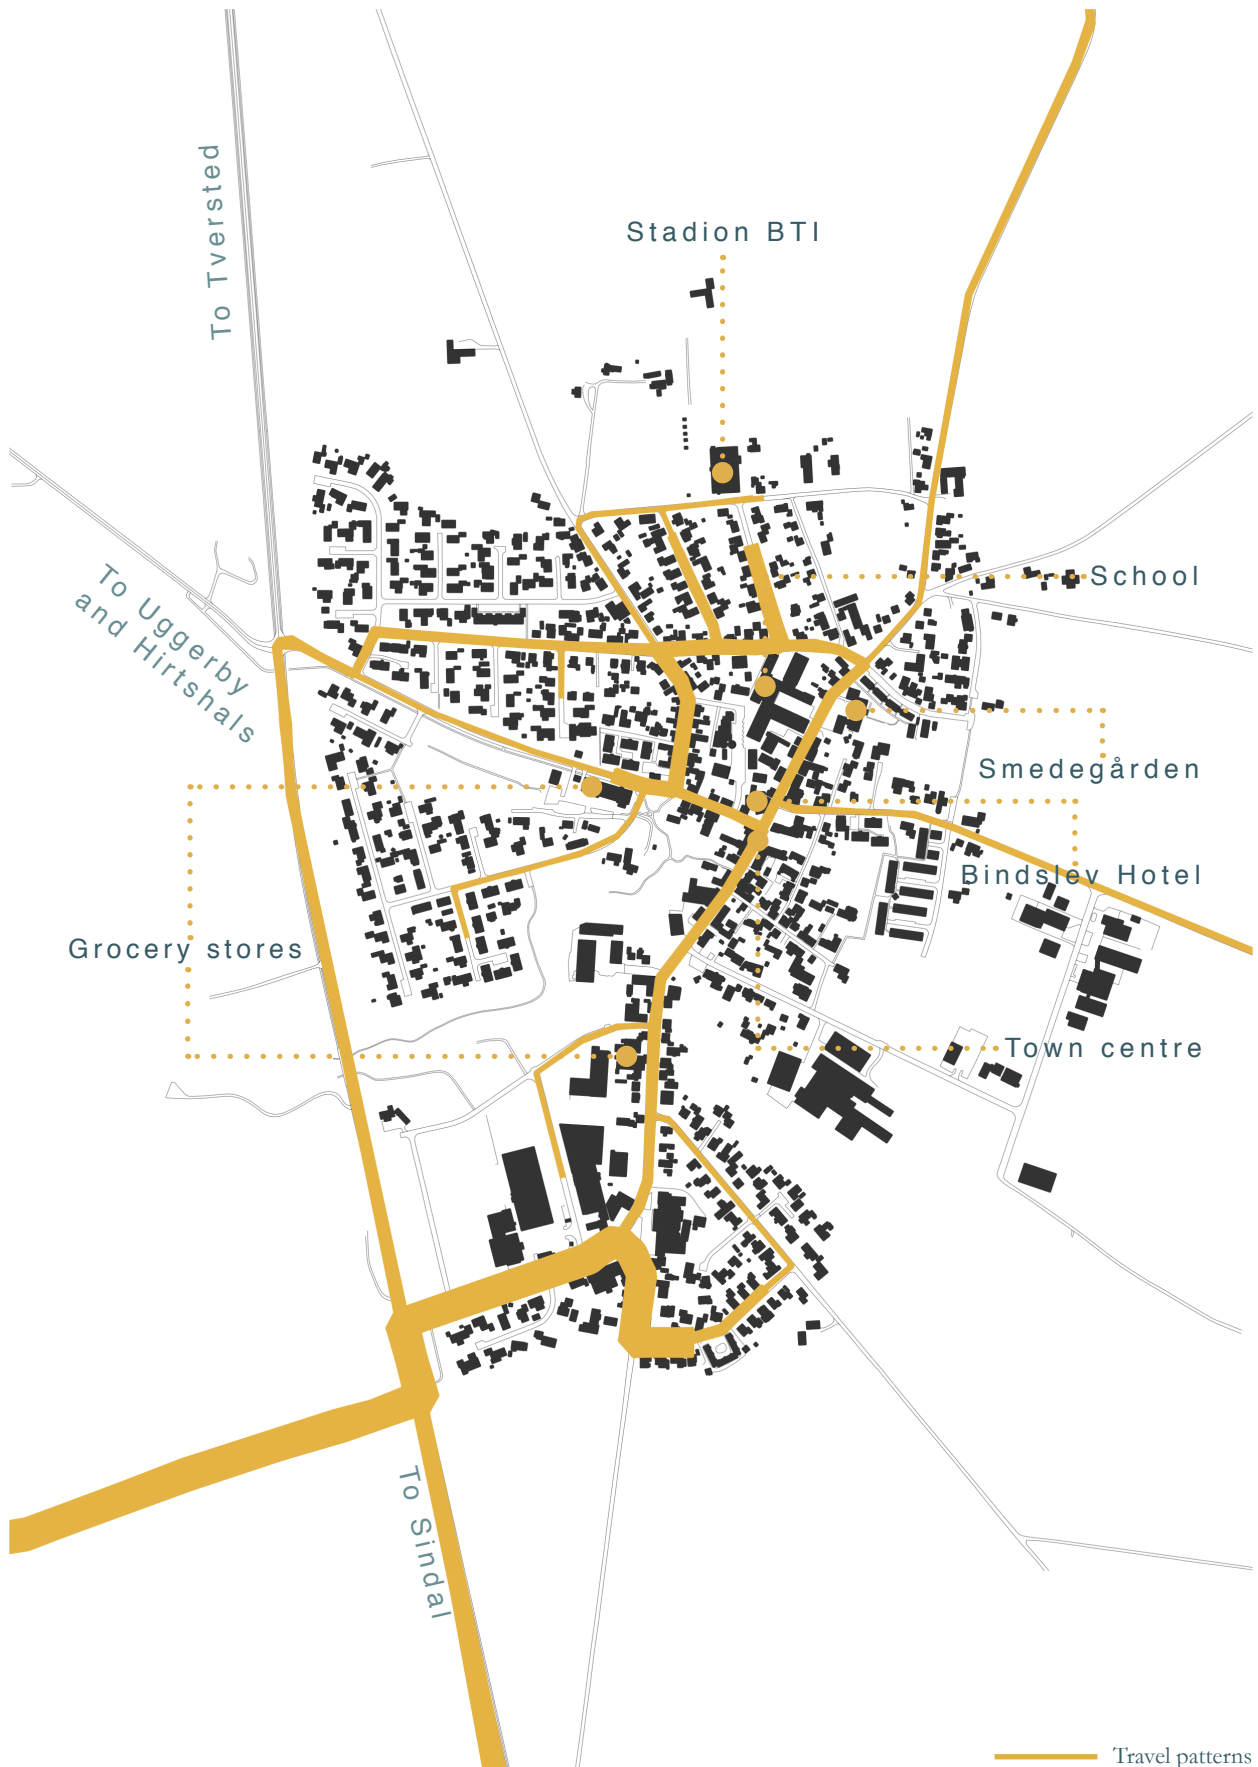 To Tversted
Stadion BTI
To Uggerby
and Hirtshals
School
Smedegården
Bindslev Hotel
Grocery stores
Town centre
To Sindal
Travel patterns